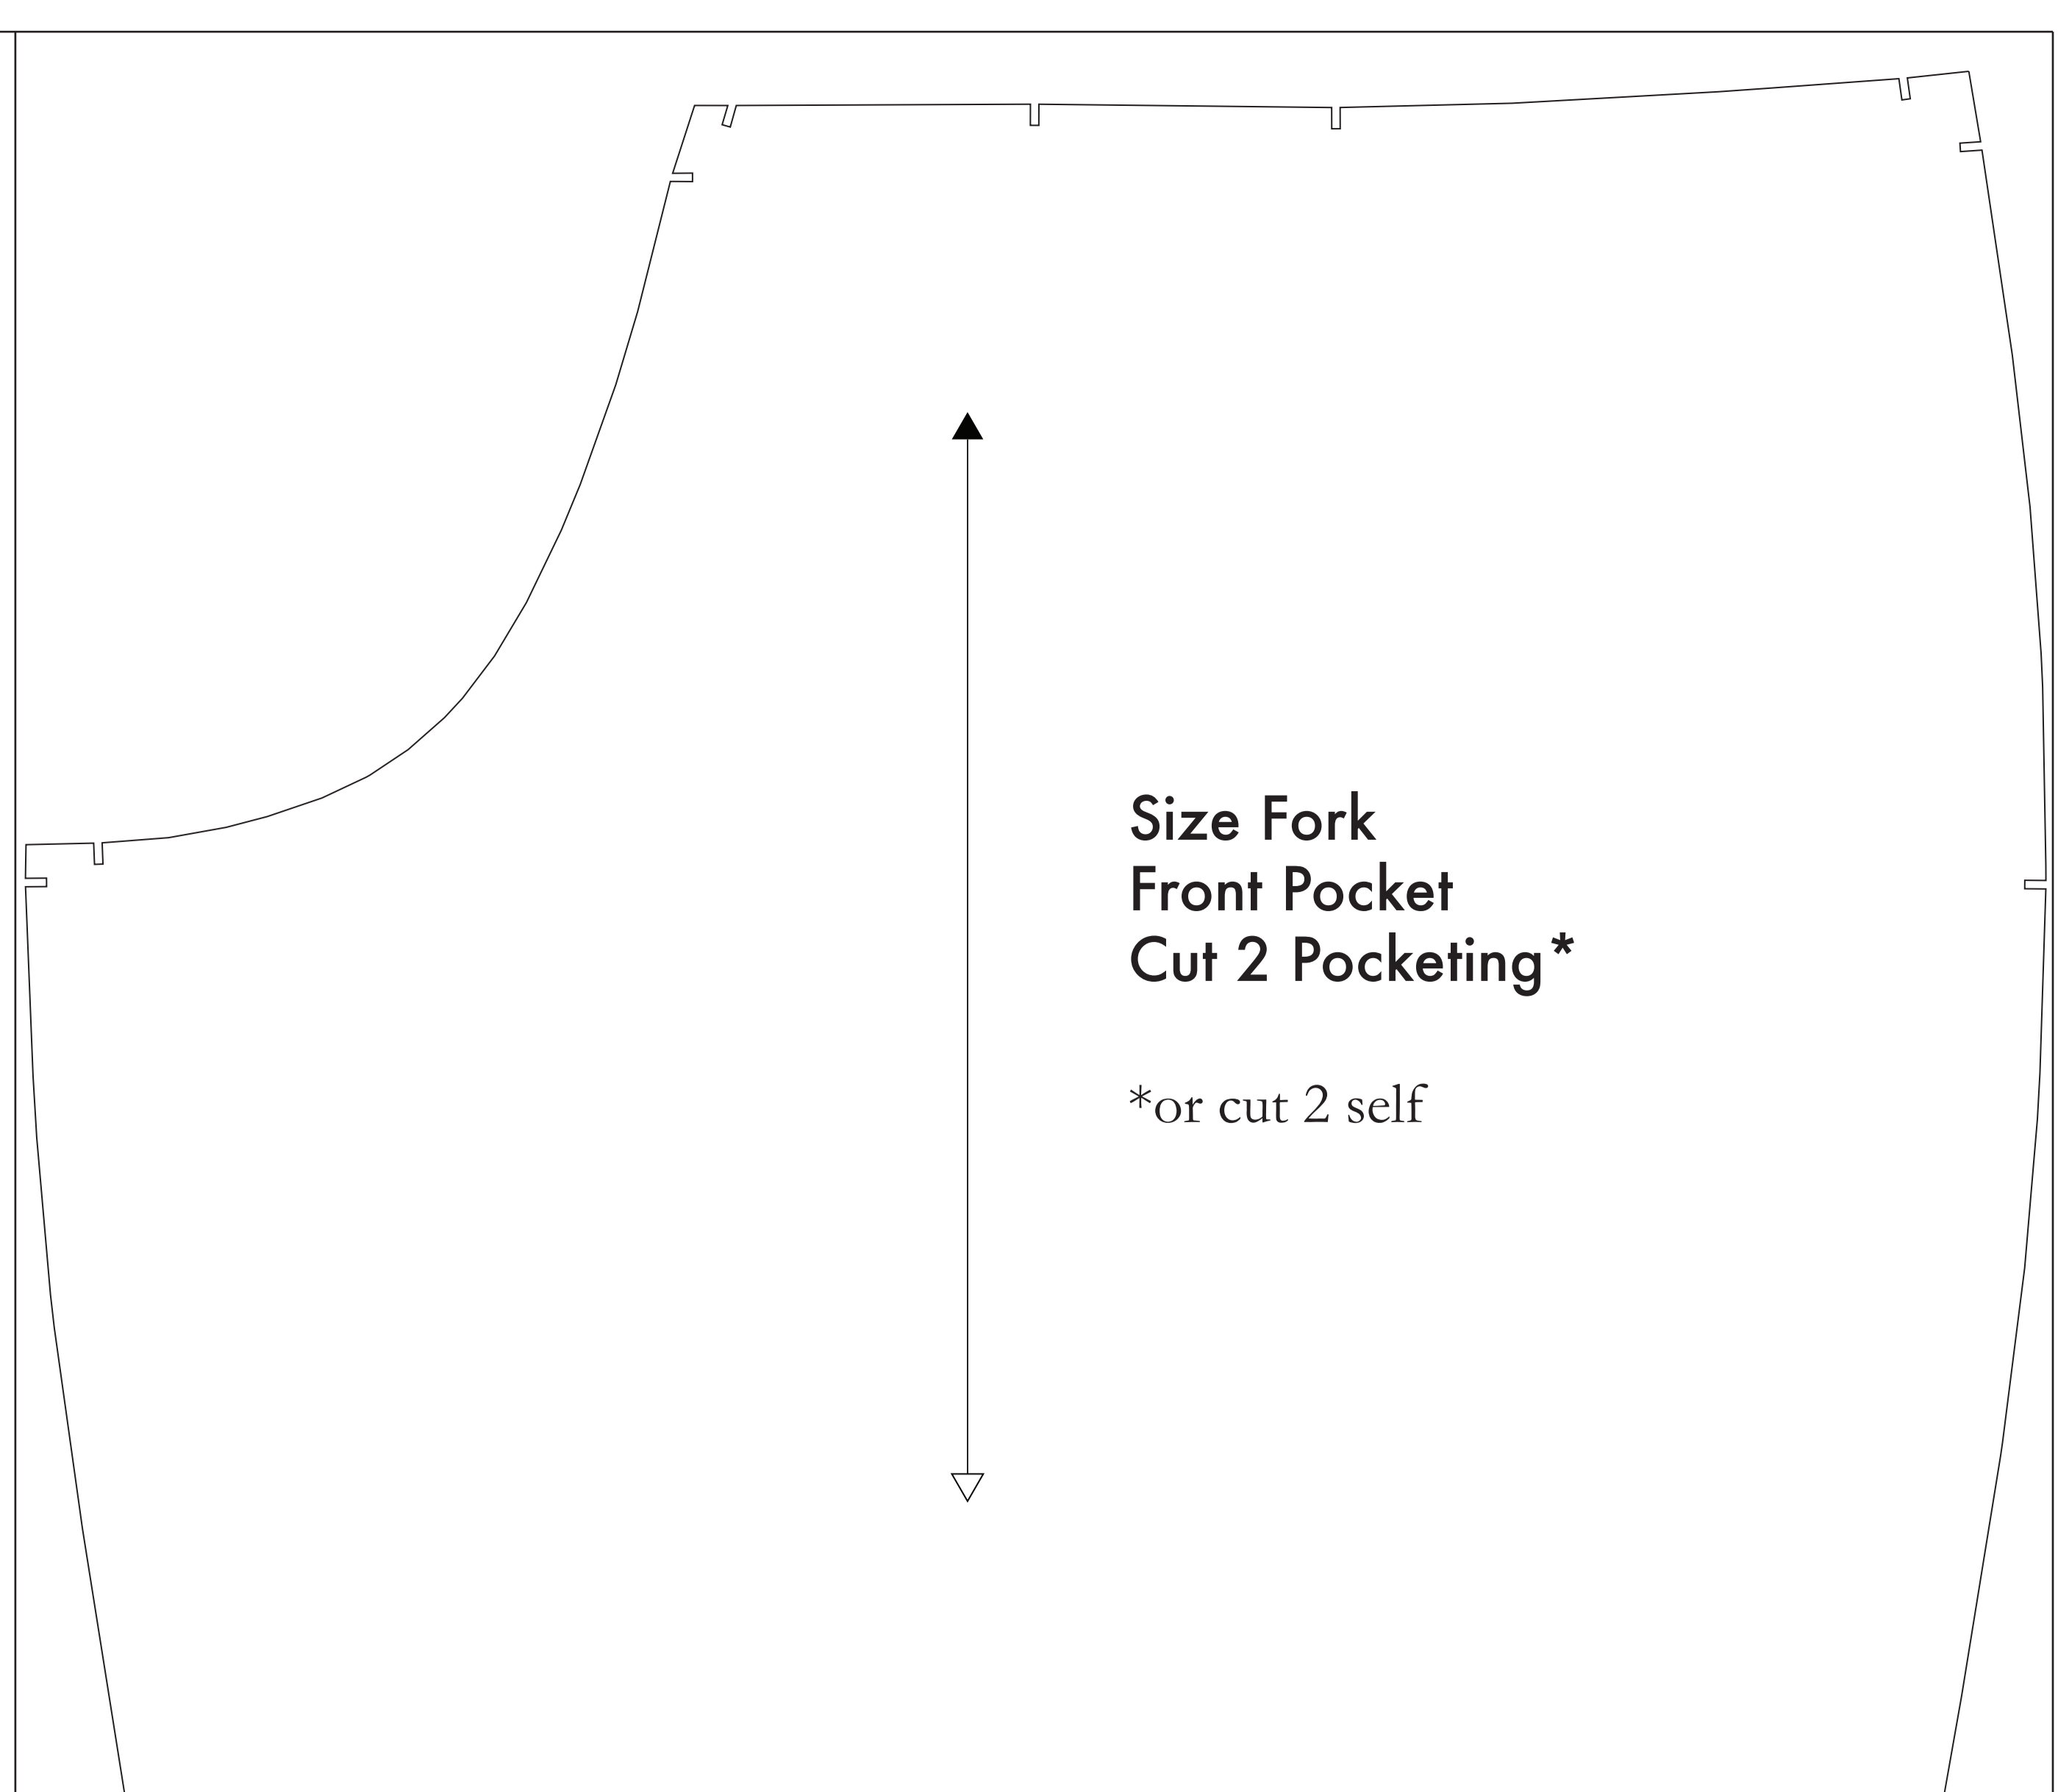 Size Fork
Front Pocket
Cut 2 Pocketing*
*or cut 2 self